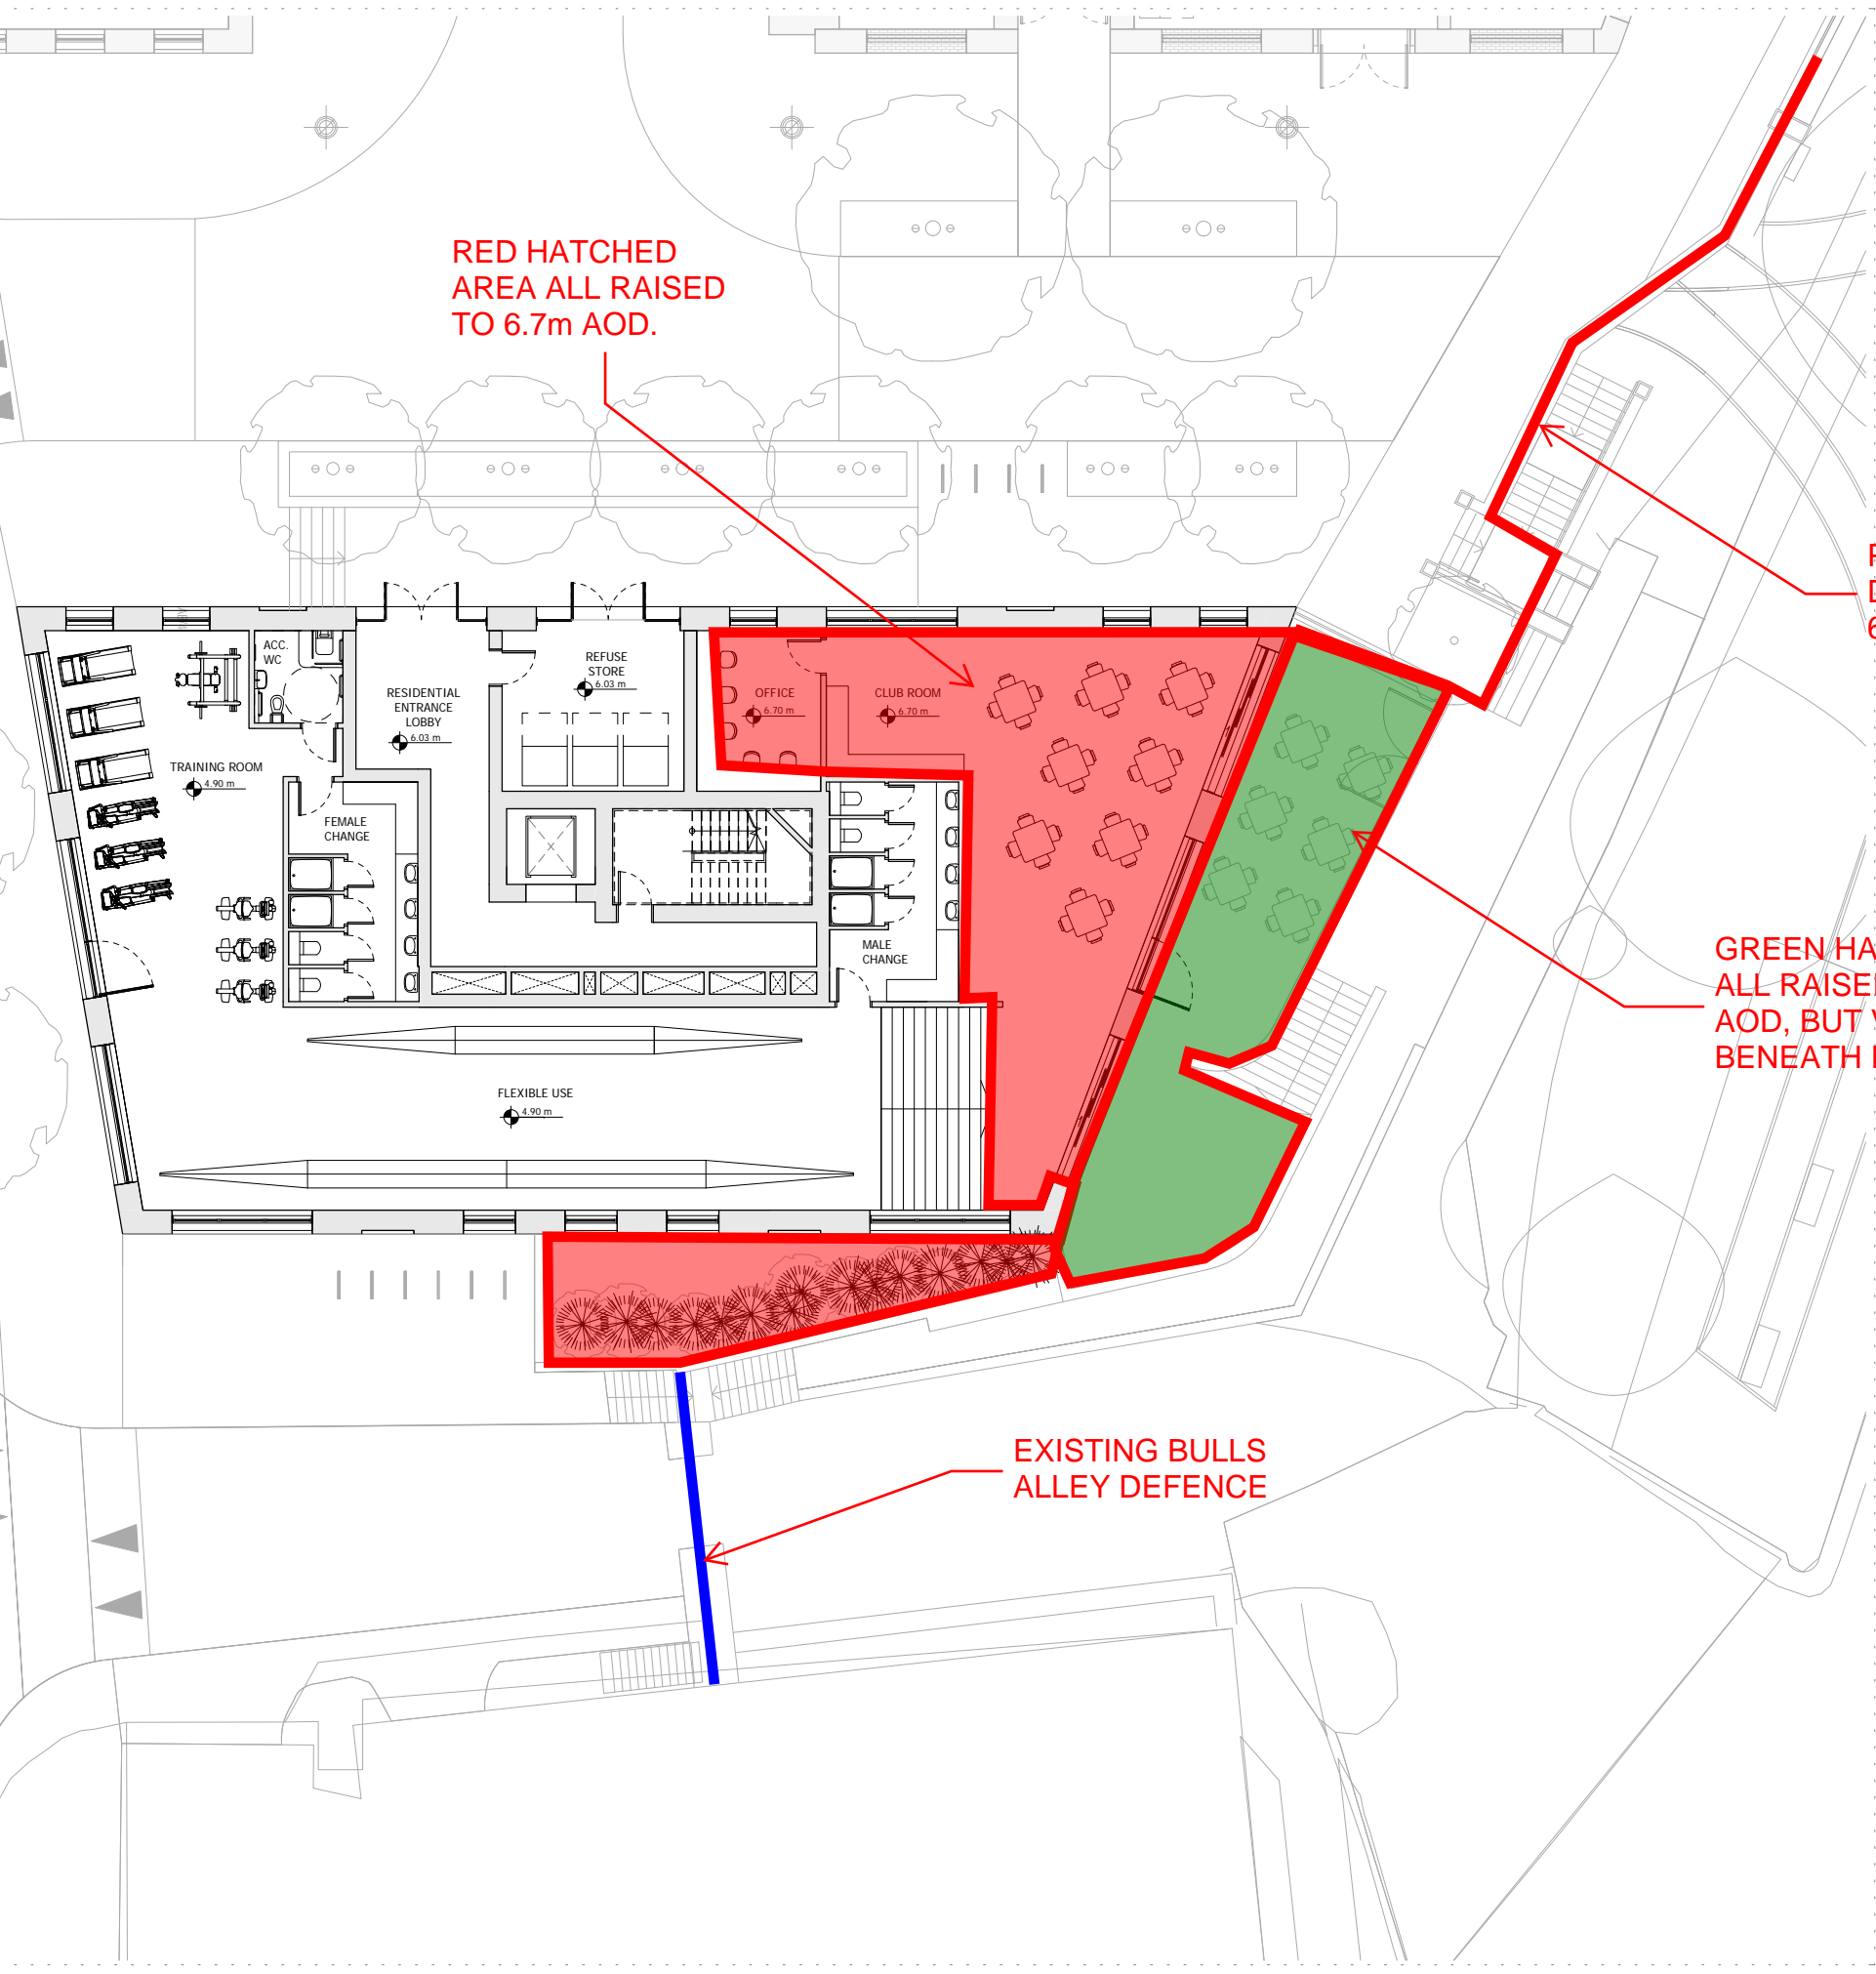 RED HATCHED
AREA ALL RAISED
TO 6.7m AOD.
ACC.
WC
REFUSE
STORE
6.03 m
RESIDENTIAL
ENTRANCE
LOBBY
6.03 m
OFFICE
6.70 m
CLUB ROOM
6.70 m
TRAINING ROOM
4.90 m
FEMALE
CHANGE
MALE
CHANGE
FLEXIBLE USE
4.90 m
GREEN HA
ALL RAISE
AOD, BUT
BENEATH
EXISTING BULLS
ALLEY DEFENCE